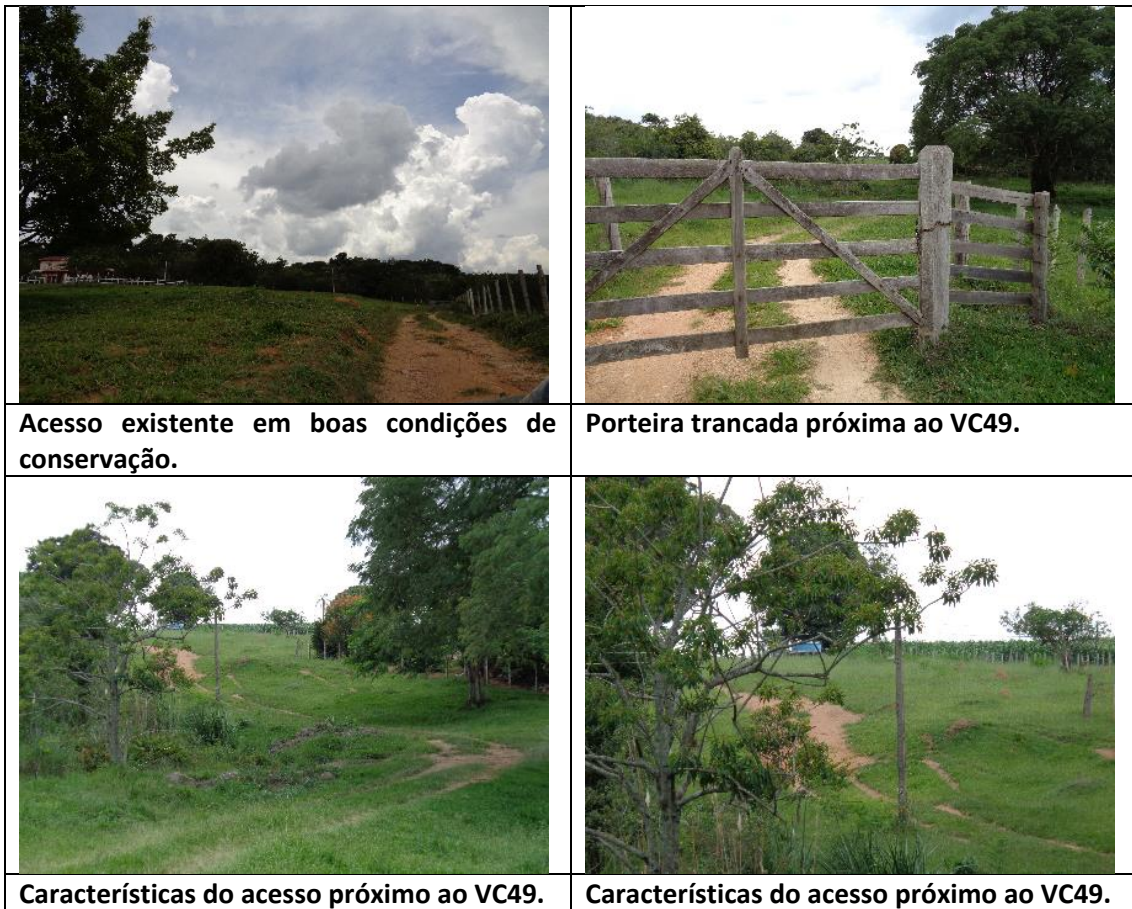 Acesso existente em boas condições de
conservação.
Porteira trancada próxima ao VC49.
Características do acesso próximo ao VC49.
Características do acesso próximo ao VC49.